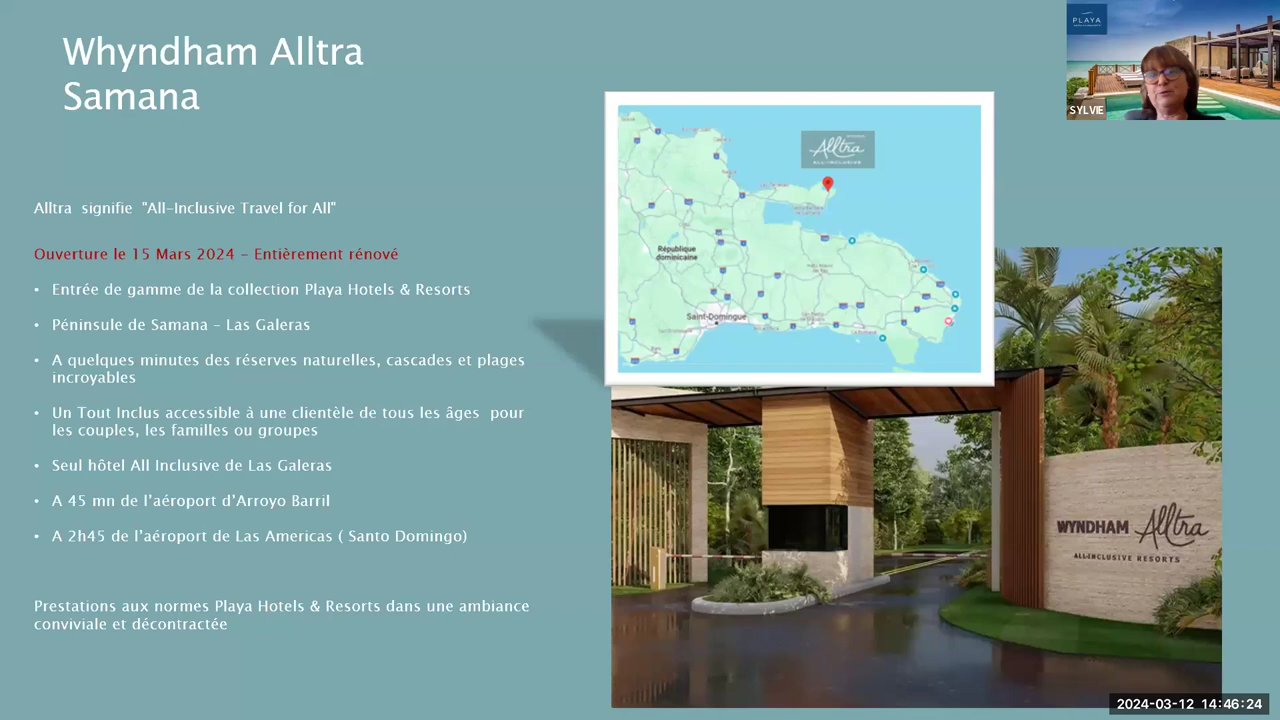 Whyndham Alltra
Samana
PLAYA
SYLVIE
Alltra
ALL-INCLUSIVE
République
dominicaine
Saint-Domingue
Alltra signifie "All-Inclusive Travel for All"
Ouverture le 15 Mars 2024 – Entièrement rénové
• Entrée de gamme de la collection Playa Hotels & Resorts
• Péninsule de Samana – Las Galeras
• A quelques minutes des réserves naturelles, cascades et plages
incroyables
• Un Tout Inclus accessible à une clientèle de tous les âges pour
les couples, les familles ou groupes
• Seul hôtel All Inclusive de Las Galeras
• A 45 mn de l’aéroport d’Arroyo Barril
• A 2h45 de l’aéroport de Las Americas ( Santo Domingo)
Prestations aux normes Playa Hotels & Resorts dans une ambiance
conviviale et décontractée
WYNDHAM Alltra
ALL-INCLUSIVE RESORTS
2024-03-12 14:46:24